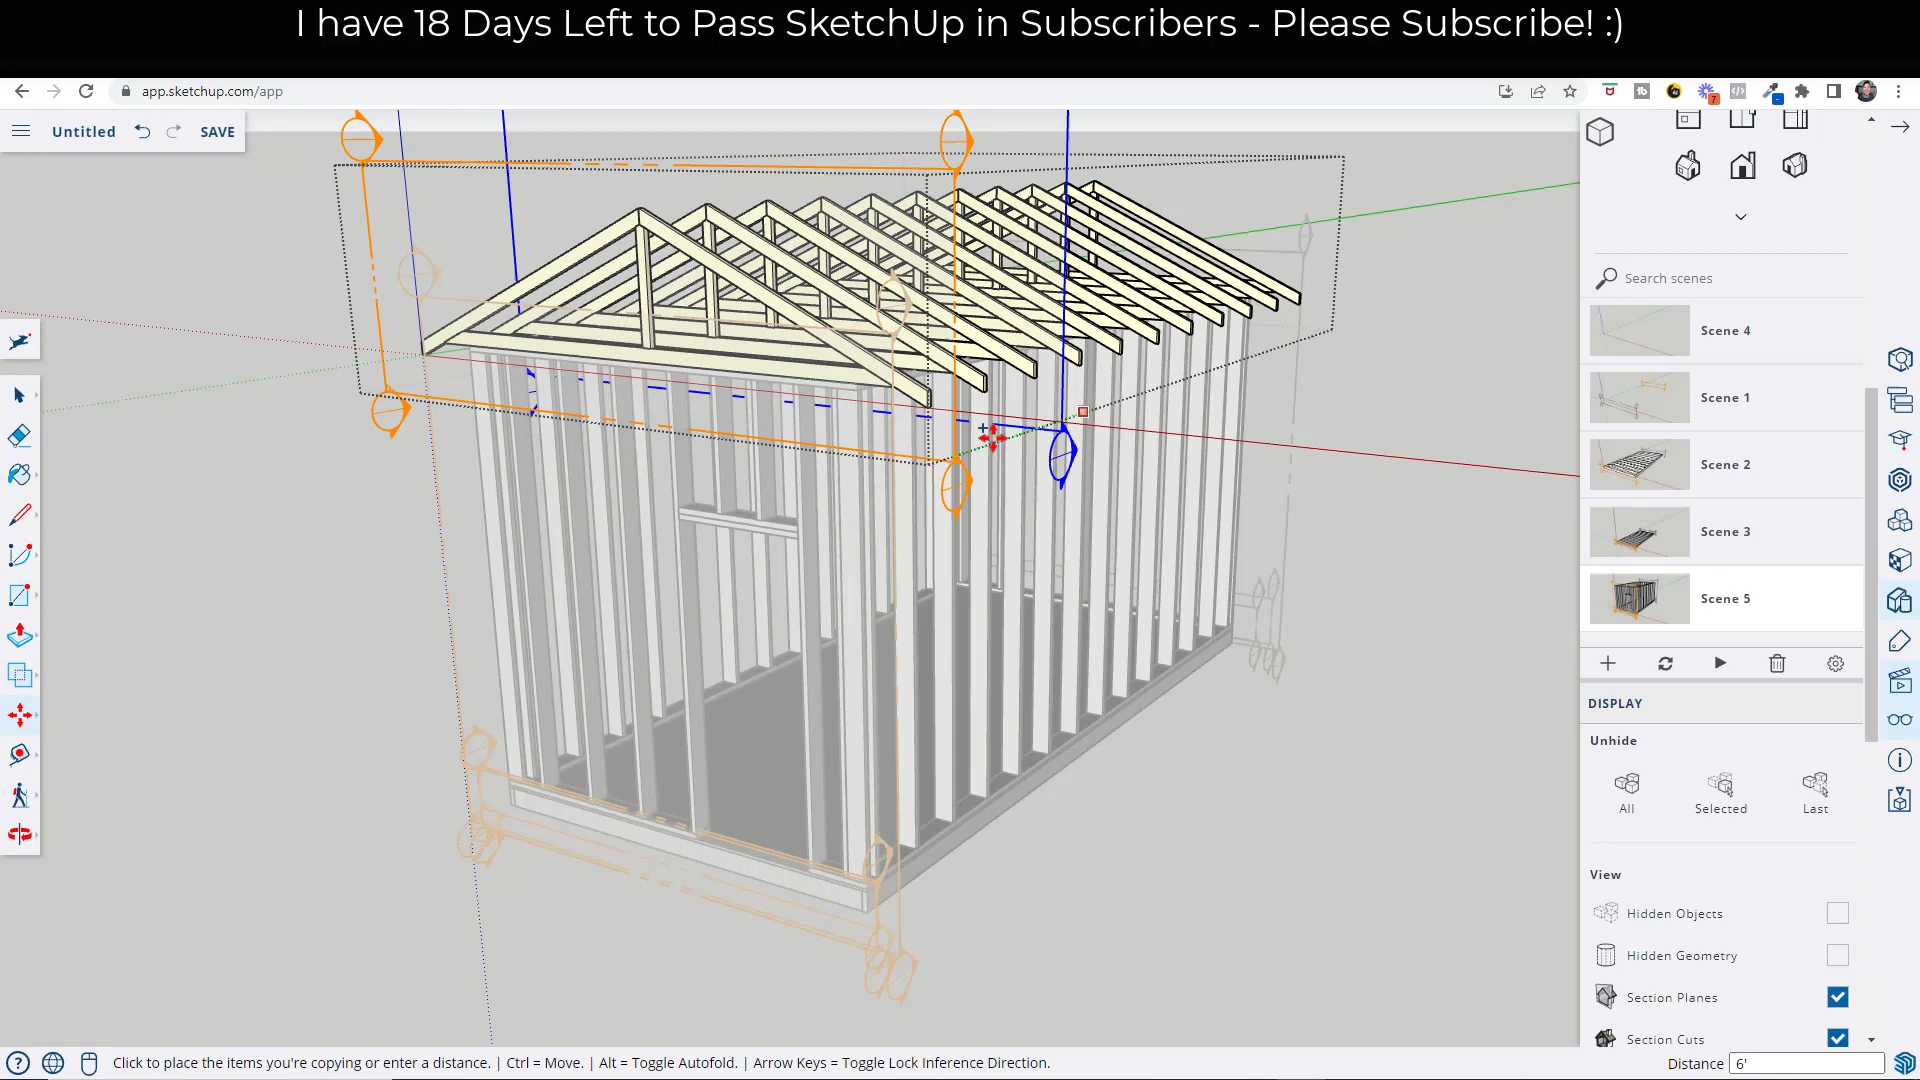 I have 18 Days Left to Pass SketchUp in Subscribers - Please Subscribe! :)
app.sketchup.com/app
7
Untitled
SAVE
Search scenes
Scene 4
Scene 1
Scene 2
Scene 3
Scene 5
DISPLAY
Unhide
All
Selected
Last
View
Hidden Objects
Hidden Geometry
Section Planes
Section Cuts
Click to place the items you're copying or enter a distance. | Ctrl = Move. | Alt = Toggle Autofold. | Arrow Keys = Toggle Lock Inference Direction.
Distance 6'